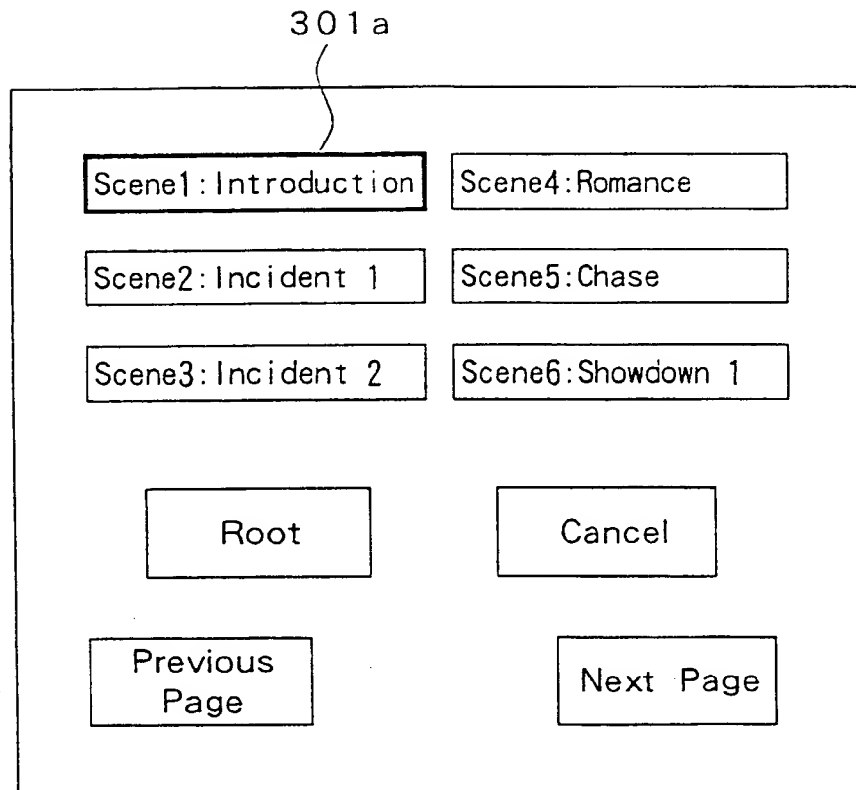 301a
Scene1:Introduction
Scene4:Romance
Scene2:Incident 1
Scene5:Chase
Scene3:Incident 2
Scene6:Showdown 1
Root
Cancel
Previous
Page
Next Page